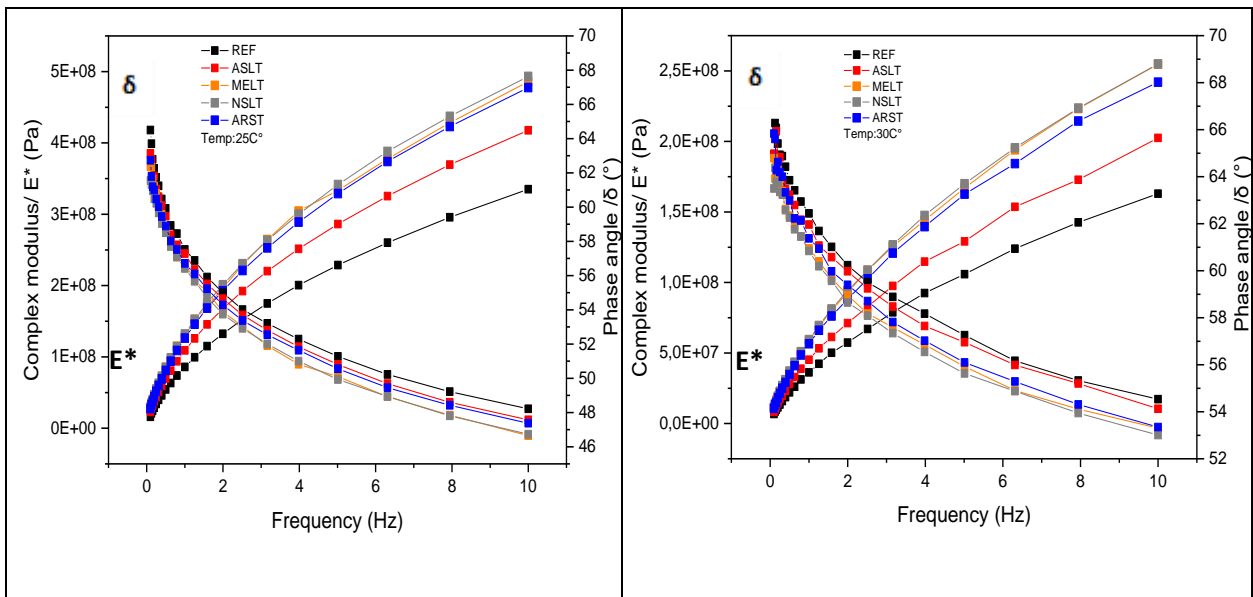 REF
ASLT
MELT
NSLT
ARST
Temp:25C°
δ
E*
5E+08
4E+08
3E+08
2E+08
1E+08
0E+00
Complex modulus/ E* (Pa)
70
68
66
64
62
60
58
56
54
52
50
48
46
Phase angle /δ (°)
0 2 4 6 8 10
Frequency (Hz)
REF
ASLT
MELT
NSLT
ARST
Temp:30C°
δ
E*
2,5E+08
2,0E+08
1,5E+08
1,0E+08
5,0E+07
0,0E+00
Complex modulus/ E* (Pa)
70
68
66
64
62
60
58
56
54
52
Phase angle /δ (°)
0 2 4 6 8 10
Frequency (Hz)